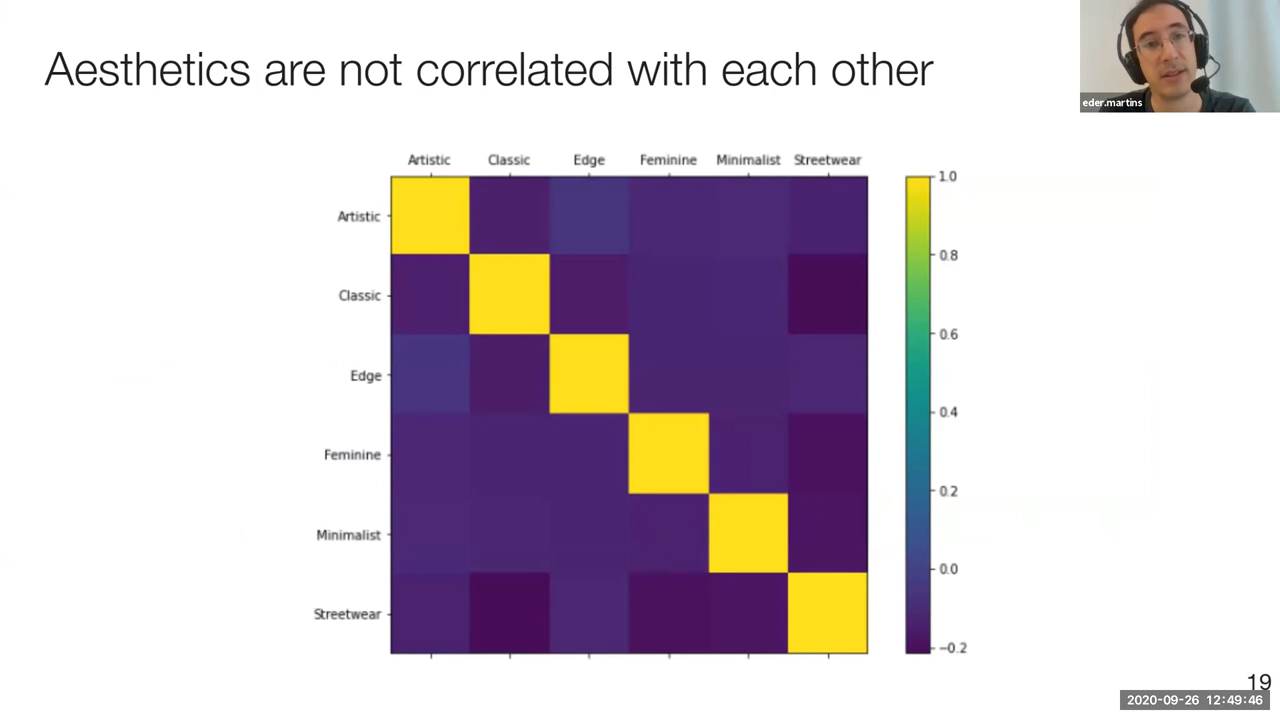 Aesthetics are not correlated with each other
eder.martins
Artistic Classic Edge Feminine Minimalist Streetwear
Artistic
Classic
Edge
Feminine
Minimalist
Streetwear
1.0
0.8
0.6
0.4
0.2
0.0
−0.2
19
2020-09-26 12:49:46